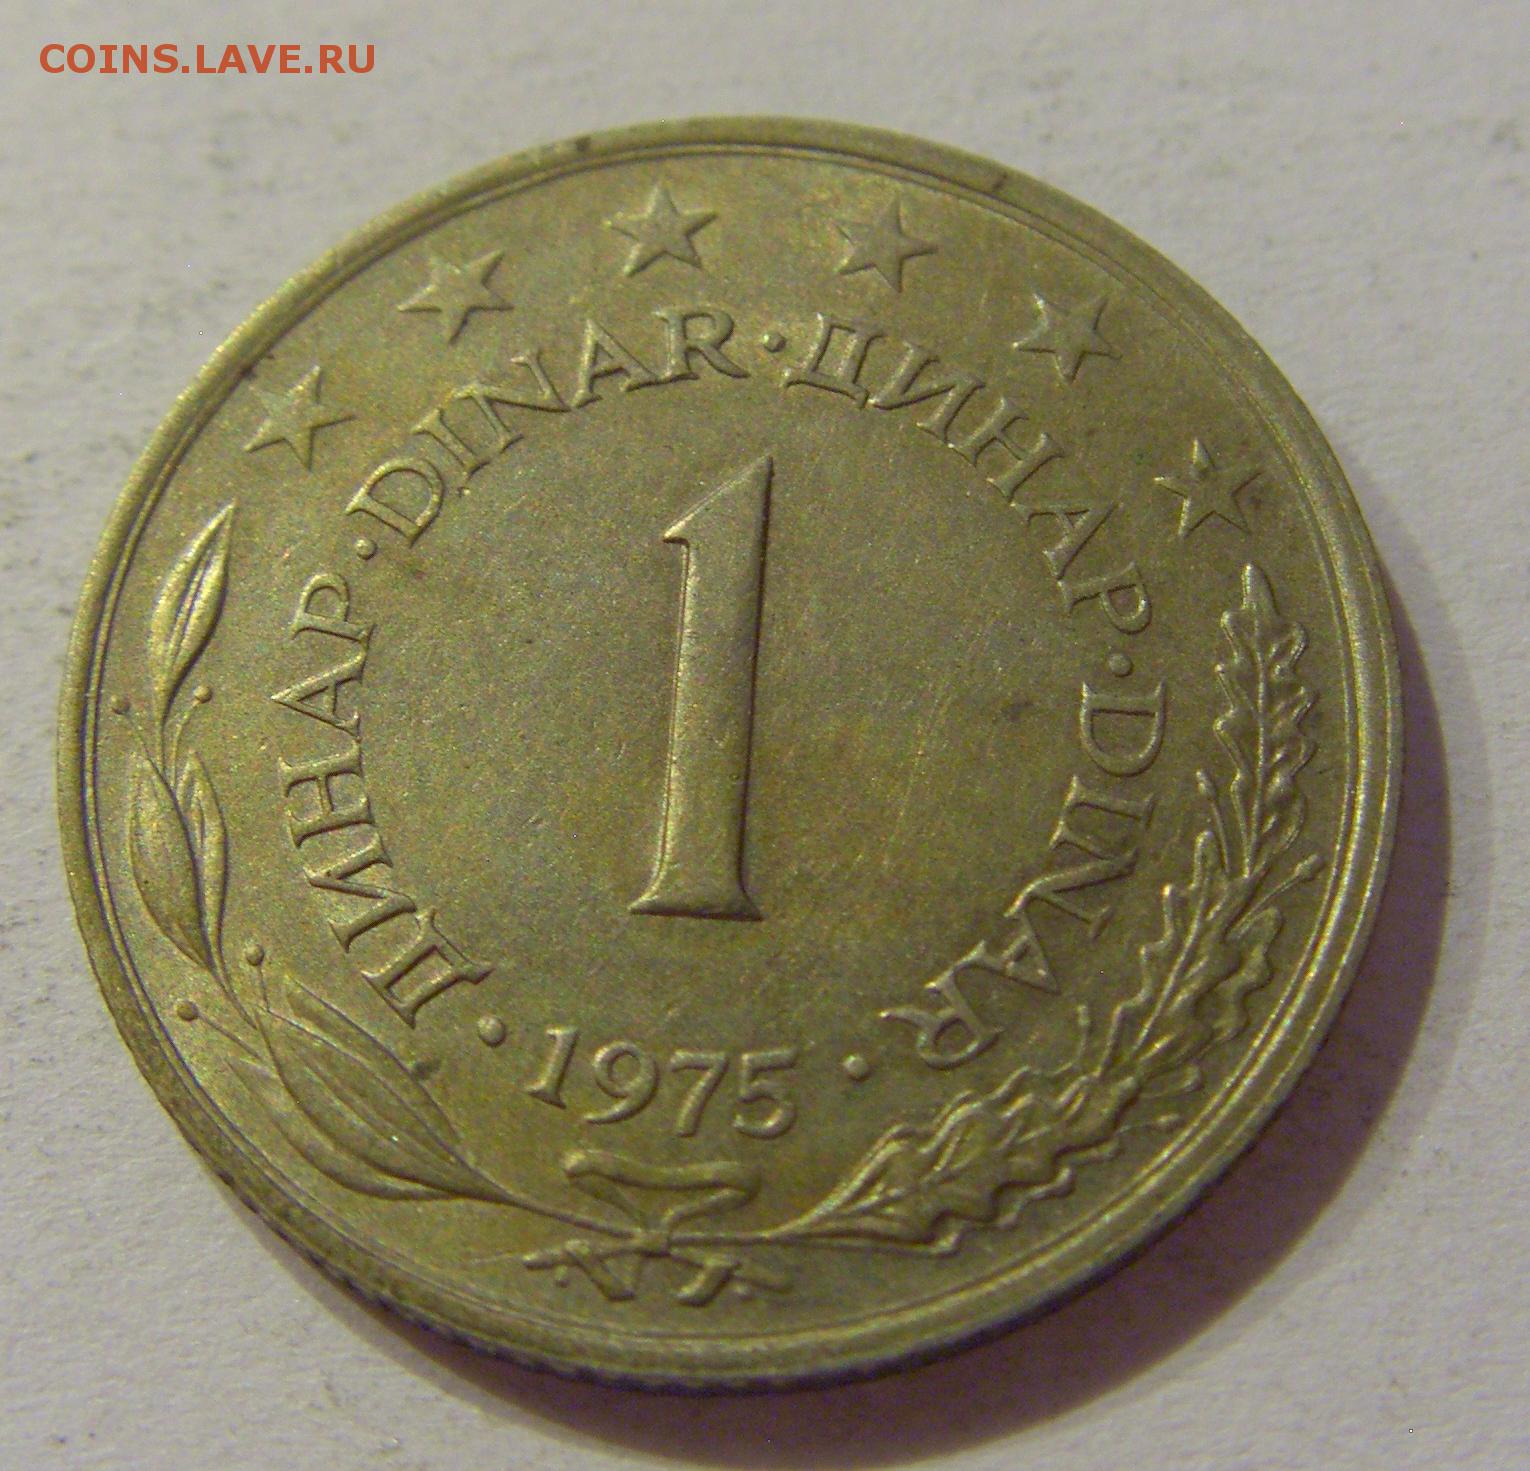 COINS.LAVE.RU
ДИНАР · DINAR · ДИНАР · DINAR
1
· 1975 ·